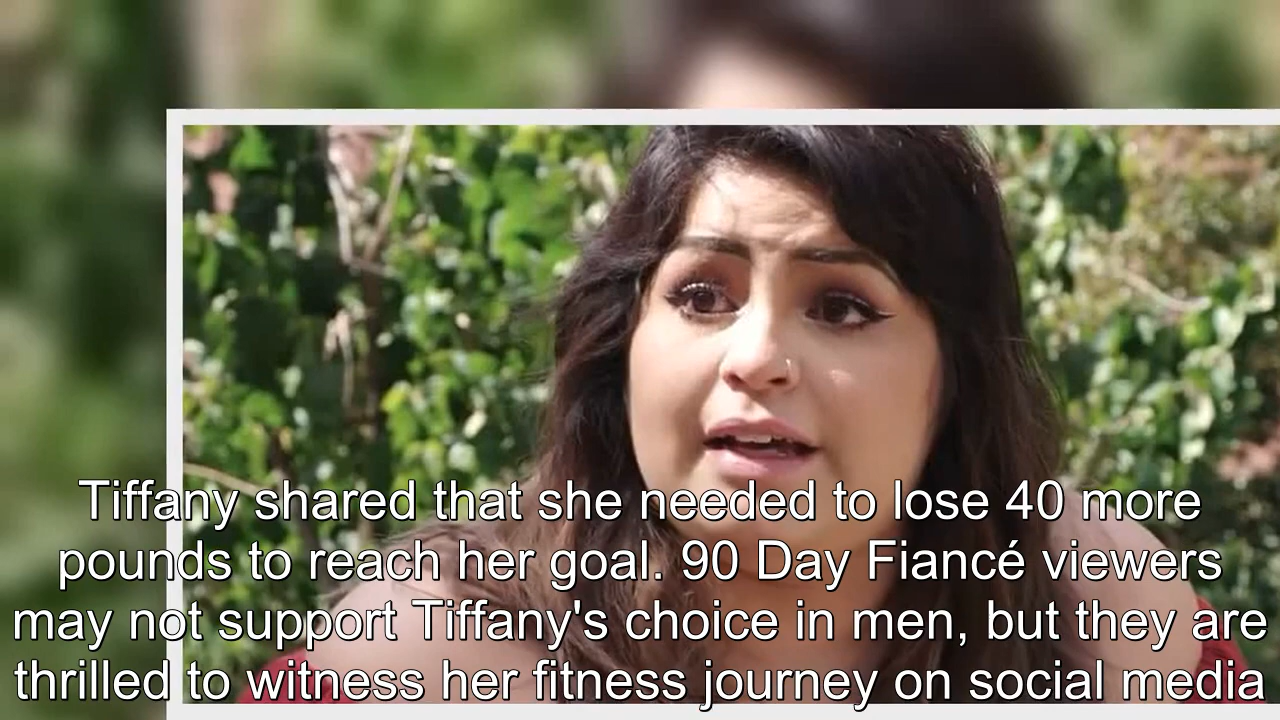 Tiffany shared that she needed to lose 40 more
pounds to reach her goal. 90 Day Fiancé viewers
may not support Tiffany's choice in men, but they are
thrilled to witness her fitness journey on social media